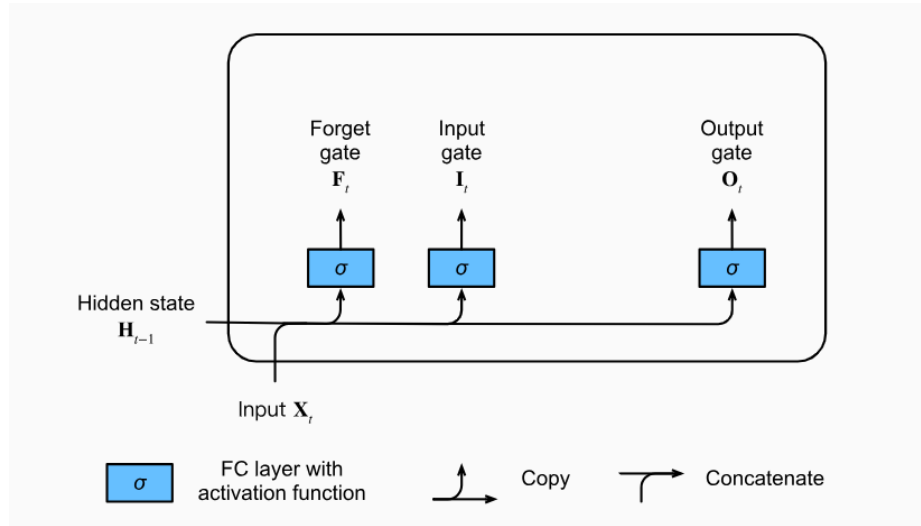 Forget
gate
F_t
Input
gate
I_t
Output
gate
O_t
σ
σ
σ
Hidden state
H_{t−1}
Input X_t
σ
FC layer with
activation function
Copy
Concatenate